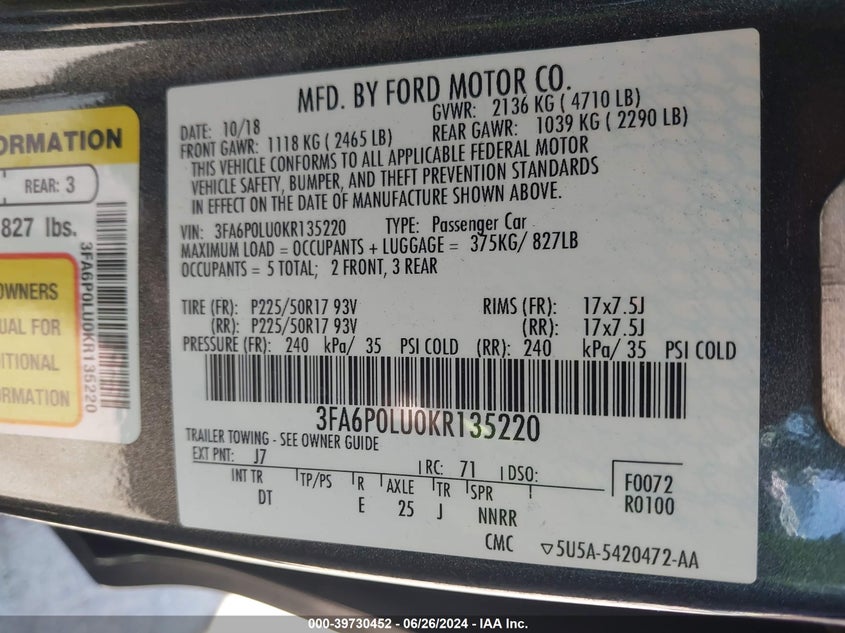 MFD. BY FORD MOTOR CO.
DATE: 10/18 GVWR: 2136 KG ( 4710 LB)
FRONT GAWR: 1118 KG ( 2465 LB) REAR GAWR: 1039 KG ( 2290 LB)
THIS VEHICLE CONFORMS TO ALL APPLICABLE FEDERAL MOTOR
VEHICLE SAFETY, BUMPER, AND THEFT PREVENTION STANDARDS
IN EFFECT ON THE DATE OF MANUFACTURE SHOWN ABOVE.
VIN: 3FA6P0LU0KR135220 TYPE: Passenger Car
MAXIMUM LOAD = OCCUPANTS + LUGGAGE = 375KG/ 827LB
OCCUPANTS = 5 TOTAL; 2 FRONT, 3 REAR
TIRE (FR): P225/50R17 93V RIMS (FR): 17x7.5J
(RR): P225/50R17 93V (RR): 17x7.5J
PRESSURE (FR): 240 kPa/ 35 PSI COLD (RR): 240 kPa/ 35 PSI COLD
3FA6P0LU0KR135220
TRAILER TOWING - SEE OWNER GUIDE
EXT PNT: J7 RC: 71 DSO:
INT TR TP/PS R AXLE TR SPR
DT E 25 J NNRR
CMC
F0072
R0100
▽5U5A-5420472-AA
ORMATION
REAR: 3
827 lbs.
3FA6P0LU0KR135220
OWNERS
UAL FOR
DITIONAL
ORMATION
000-39730452 - 06/26/2024 - IAA Inc.